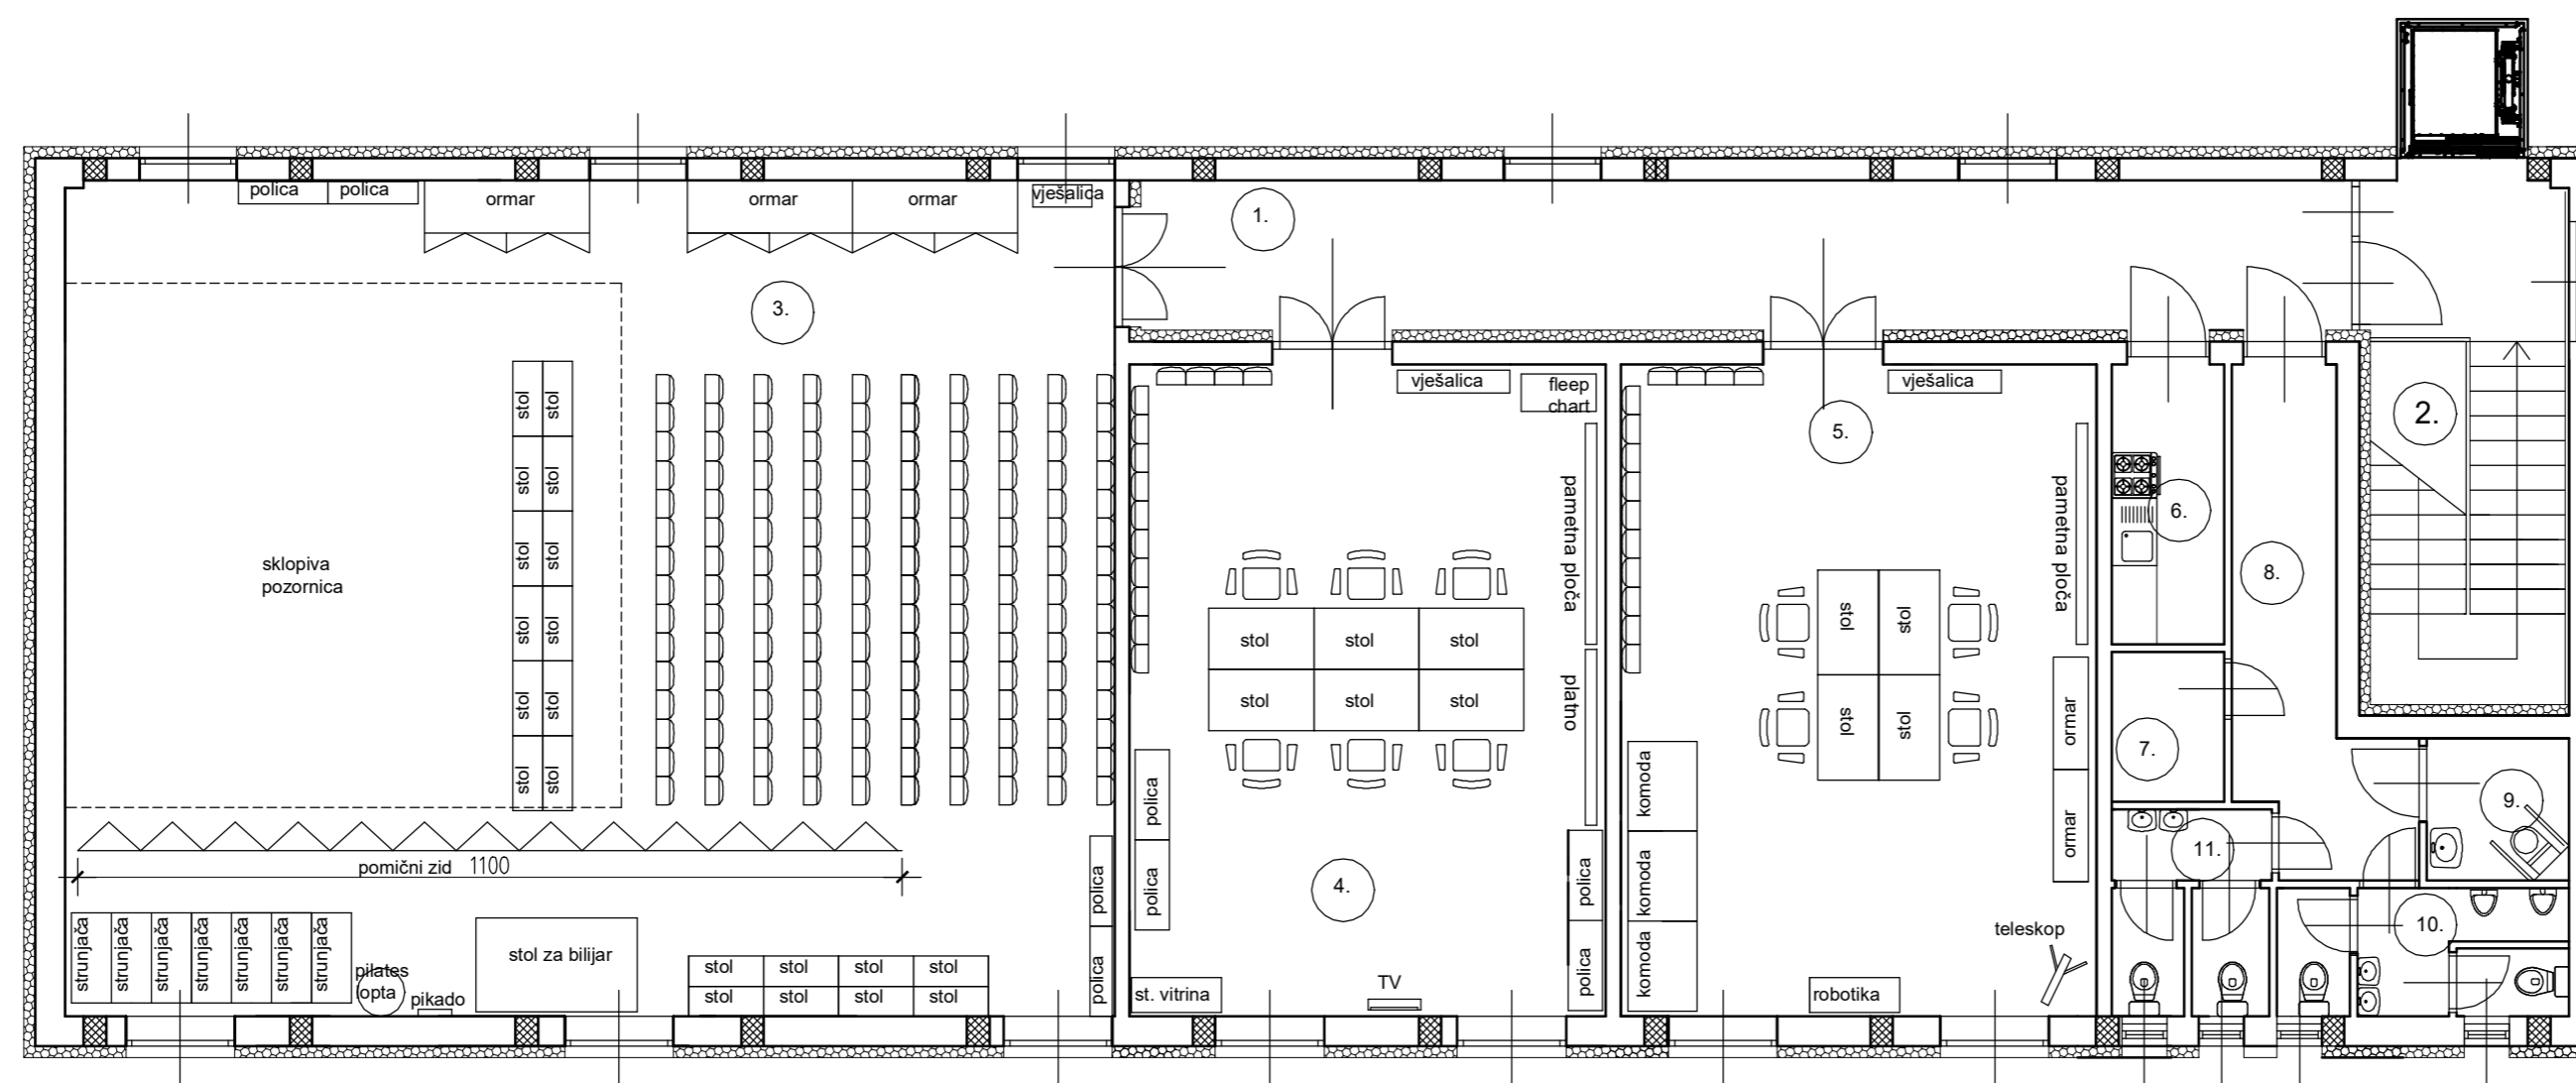 polica
polica
ormar
ormar
ormar
vješalica
1.
3.
sklopiva
pozornica
stol
stol
stol
stol
stol
stol
stol
stol
stol
stol
stol
stol
pomični zid 1100
strunjača
strunjača
strunjača
strunjača
strunjača
strunjača
strunjača
pilates
lopta
pikado
stol za bilijar
stol
stol
stol
stol
stol
stol
stol
stol
polica
polica
vješalica
fleep
chart
pametna ploča
platno
stol
stol
stol
stol
stol
stol
polica
polica
4.
polica
polica
st. vitrina
TV
vješalica
5.
pametna ploča
stol
stol
stol
stol
ormar
ormar
komoda
komoda
komoda
teleskop
robotika
2.
6.
8.
7.
9.
11.
10.